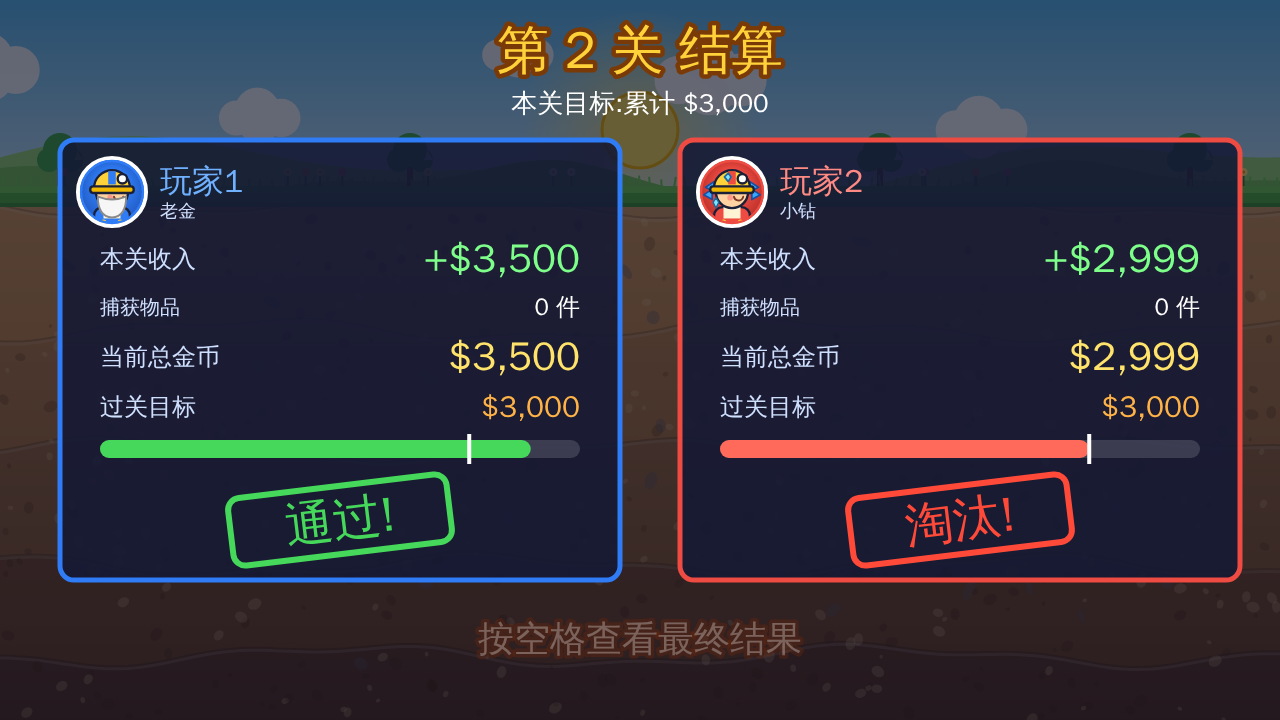 第 2 关 结算
本关目标:累计 $3,000
玩家1
老金
本关收入 +$3,500
捕获物品 0 件
当前总金币 $3,500
过关目标 $3,000
通过!
玩家2
小钻
本关收入 +$2,999
捕获物品 0 件
当前总金币 $2,999
过关目标 $3,000
淘汰!
按空格查看最终结果